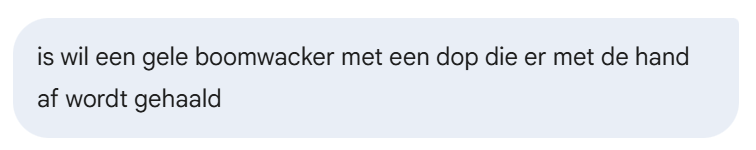 is wil een gele boomwacker met een dop die er met de hand
af wordt gehaald